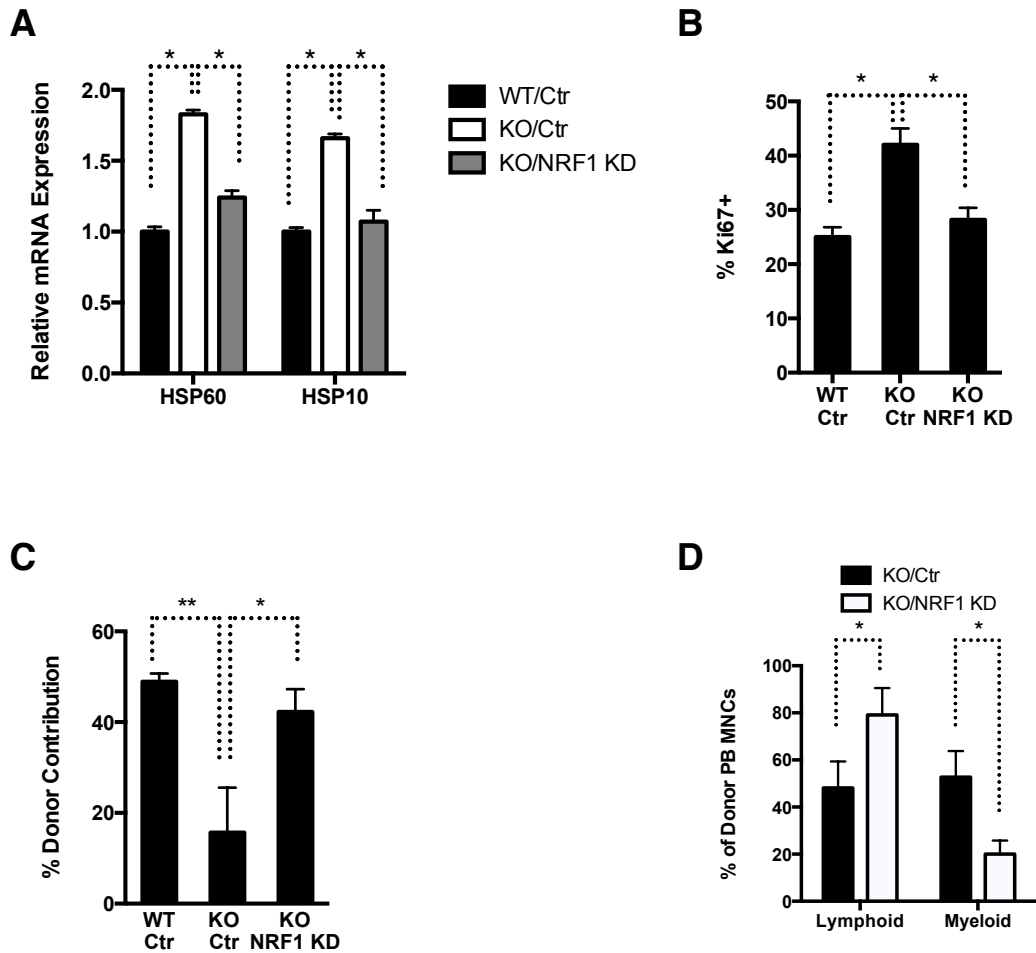 A
* * * *
Relative mRNA Expression
2.0
1.5
1.0
0.5
0.0
HSP60 HSP10
WT/Ctr
KO/Ctr
KO/NRF1 KD
B
* *
% Ki67+
50
40
30
20
10
0
WT KO KO
Ctr Ctr NRF1 KD
C
** *
% Donor Contribution
60
40
20
0
WT KO KO
Ctr Ctr NRF1 KD
D
KO/Ctr
KO/NRF1 KD
* *
% of Donor PB MNCs
100
80
60
40
20
0
Lymphoid Myeloid